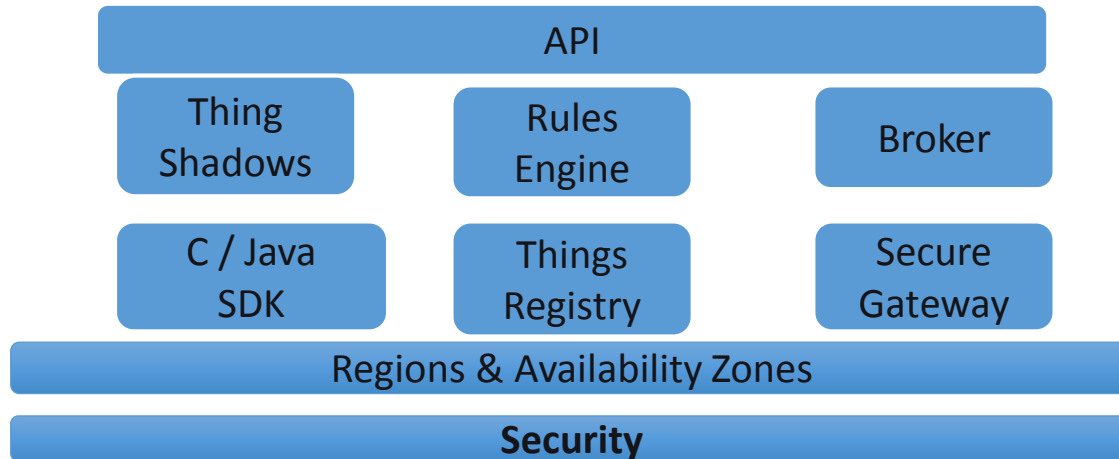 API
Thing
Shadows
Rules
Engine
Broker
C / Java
SDK
Things
Registry
Secure
Gateway
Regions & Availability Zones
Security